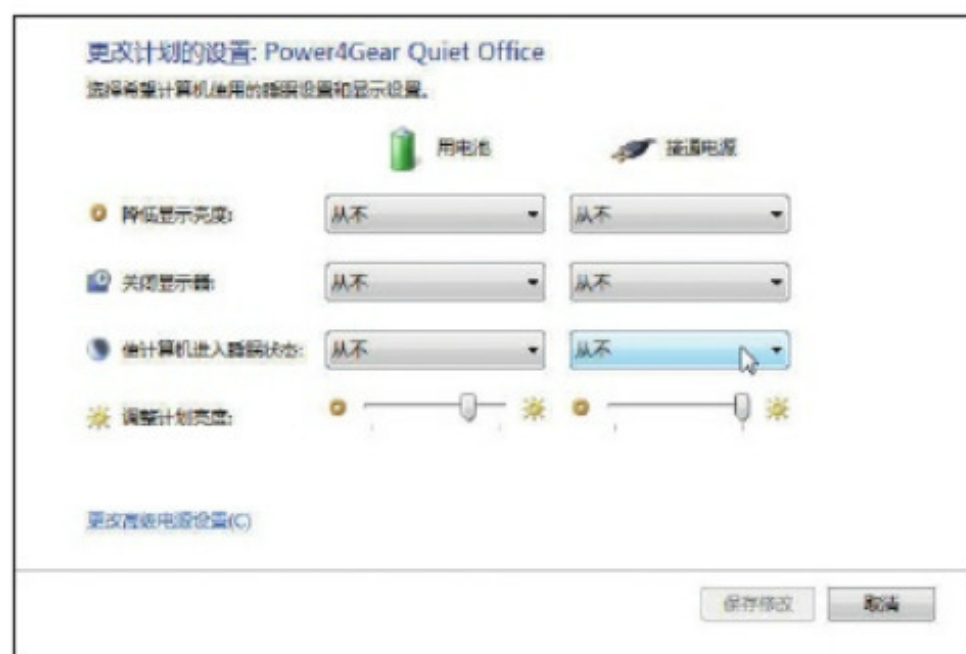 更改计划的设置: Power4Gear Quiet Office
选择希望计算机使用的睡眠设置和显示设置。
用电池 接通电源
降低显示亮度: 从不 从不
关闭显示器: 从不 从不
使计算机进入睡眠状态: 从不 从不
调整计划亮度:
更改高级电源设置(C)
保存修改 取消